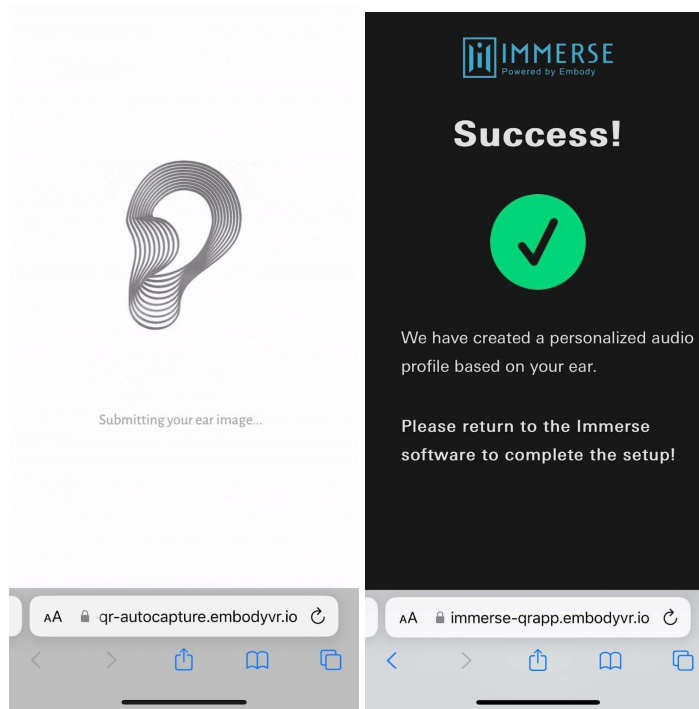 Submitting your ear image...
AA qr-autocapture.embodyvr.io
IMMERSE
Powered by Embody
Success!
We have created a personalized audio
profile based on your ear.
Please return to the Immerse
software to complete the setup!
AA immerse-qrapp.embodyvr.io